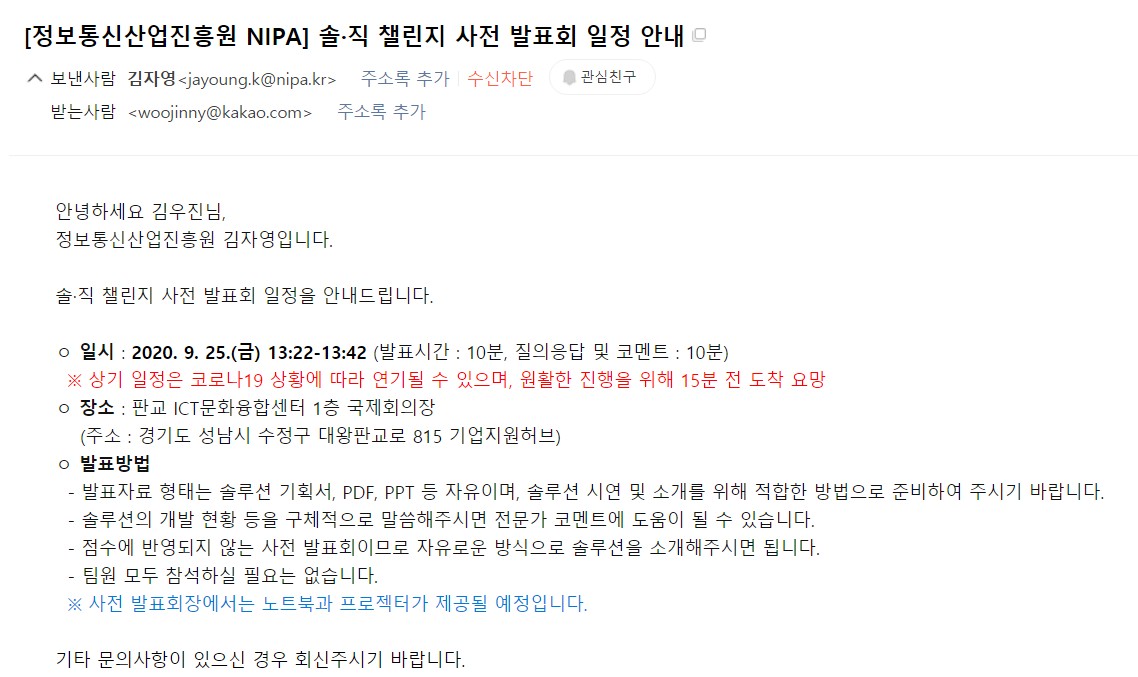 [정보통신산업진흥원 NIPA] 솔·직 챌린지 사전 발표회 일정 안내
보낸사람 김자영<jayoung.k@nipa.kr> 주소록 추가 수신차단 관심친구
받는사람 <woojinny@kakao.com> 주소록 추가
안녕하세요 김우진님,
정보통신산업진흥원 김자영입니다.
솔·직 챌린지 사전 발표회 일정을 안내드립니다.
ㅇ 일시 : 2020. 9. 25.(금) 13:22-13:42 (발표시간 : 10분, 질의응답 및 코멘트 : 10분)
※ 상기 일정은 코로나19 상황에 따라 연기될 수 있으며, 원활한 진행을 위해 15분 전 도착 요망
ㅇ 장소 : 판교 ICT문화융합센터 1층 국제회의장
(주소 : 경기도 성남시 수정구 대왕판교로 815 기업지원허브)
ㅇ 발표방법
- 발표자료 형태는 솔루션 기획서, PDF, PPT 등 자유이며, 솔루션 시연 및 소개를 위해 적합한 방법으로 준비하여 주시기 바랍니다.
- 솔루션의 개발 현황 등을 구체적으로 말씀해주시면 전문가 코멘트에 도움이 될 수 있습니다.
- 점수에 반영되지 않는 사전 발표회이므로 자유로운 방식으로 솔루션을 소개해주시면 됩니다.
- 팀원 모두 참석하실 필요는 없습니다.
※ 사전 발표회장에서는 노트북과 프로젝터가 제공될 예정입니다.
기타 문의사항이 있으신 경우 회신주시기 바랍니다.